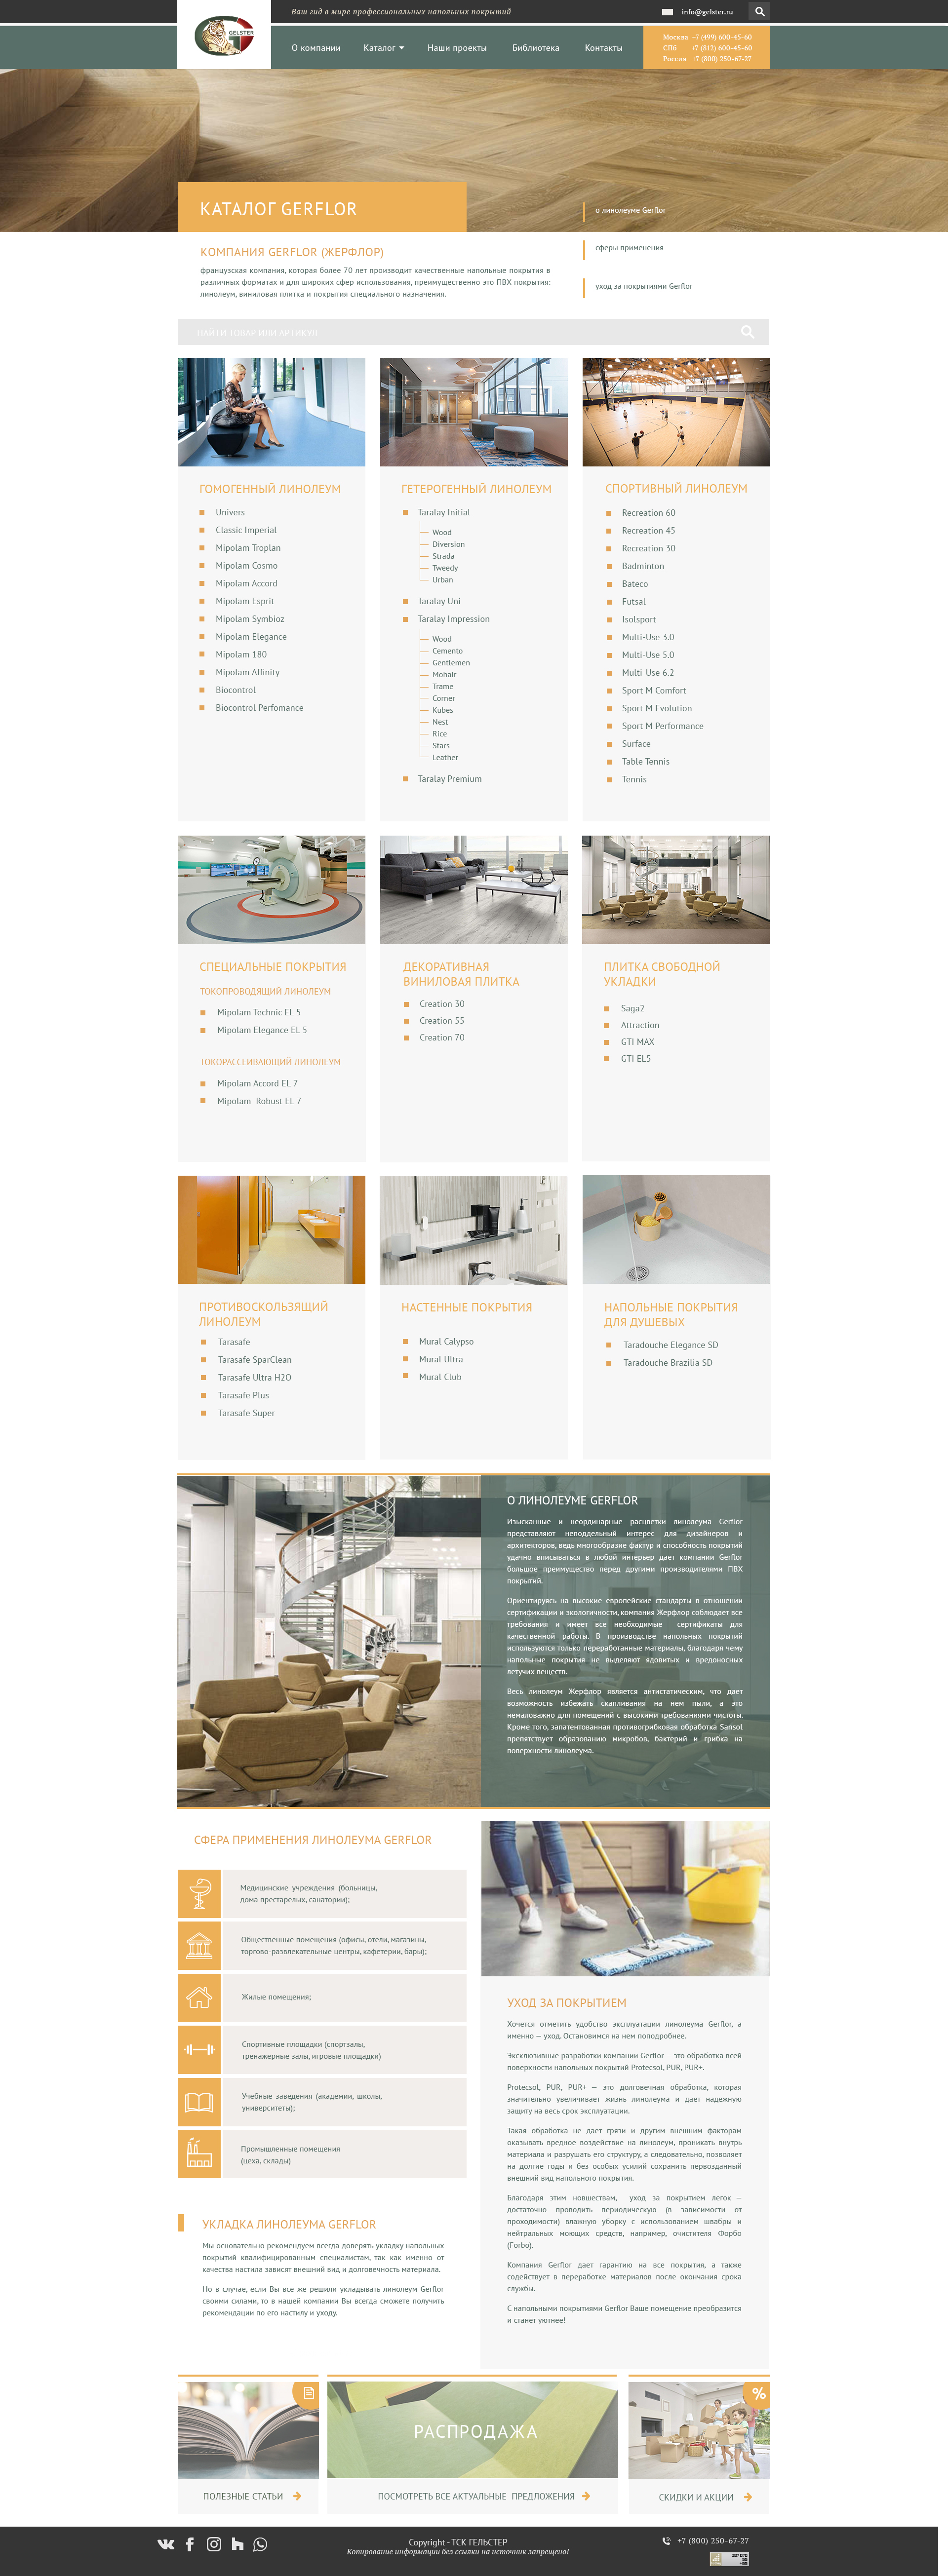 Ваш гид в мире профессиональных напольных покрытий
info@gelster.ru
GELSTER
О компании
Каталог
Наши проекты
Библиотека
Контакты
Москва +7 (499) 600-45-60
СПб +7 (812) 600-45-60
Россия +7 (800) 250-67-27
КАТАЛОГ GERFLOR
о линолеуме Gerflor
сферы применения
уход за покрытиями Gerflor
КОМПАНИЯ GERFLOR (ЖЕРФЛОР)
французская компания, которая более 70 лет производит качественные напольные покрытия в
различных форматах и для широких сфер использования, преимущественно это ПВХ покрытия:
линолеум, виниловая плитка и покрытия специального назначения.
НАЙТИ ТОВАР ИЛИ АРТИКУЛ
ГОМОГЕННЫЙ ЛИНОЛЕУМ
Univers
Classic Imperial
Mipolam Troplan
Mipolam Cosmo
Mipolam Accord
Mipolam Esprit
Mipolam Symbioz
Mipolam Elegance
Mipolam 180
Mipolam Affinity
Biocontrol
Biocontrol Perfomance
ГЕТЕРОГЕННЫЙ ЛИНОЛЕУМ
Taralay Initial
Wood
Diversion
Strada
Tweedy
Urban
Taralay Uni
Taralay Impression
Wood
Cemento
Gentlemen
Mohair
Trame
Corner
Kubes
Nest
Rice
Stars
Leather
Taralay Premium
СПОРТИВНЫЙ ЛИНОЛЕУМ
Recreation 60
Recreation 45
Recreation 30
Badminton
Bateco
Futsal
Isolsport
Multi-Use 3.0
Multi-Use 5.0
Multi-Use 6.2
Sport M Comfort
Sport M Evolution
Sport M Performance
Surface
Table Tennis
Tennis
СПЕЦИАЛЬНЫЕ ПОКРЫТИЯ
ТОКОПРОВОДЯЩИЙ ЛИНОЛЕУМ
Mipolam Technic EL 5
Mipolam Elegance EL 5
ТОКОРАССЕИВАЮЩИЙ ЛИНОЛЕУМ
Mipolam Accord EL 7
Mipolam Robust EL 7
ДЕКОРАТИВНАЯ
ВИНИЛОВАЯ ПЛИТКА
Creation 30
Creation 55
Creation 70
ПЛИТКА СВОБОДНОЙ
УКЛАДКИ
Saga2
Attraction
GTI MAX
GTI EL5
ПРОТИВОСКОЛЬЗЯЩИЙ
ЛИНОЛЕУМ
Tarasafe
Tarasafe SparClean
Tarasafe Ultra H2O
Tarasafe Plus
Tarasafe Super
НАСТЕННЫЕ ПОКРЫТИЯ
Mural Calypso
Mural Ultra
Mural Club
НАПОЛЬНЫЕ ПОКРЫТИЯ
ДЛЯ ДУШЕВЫХ
Taradouche Elegance SD
Taradouche Brazilia SD
О ЛИНОЛЕУМЕ GERFLOR
Изысканные и неординарные расцветки линолеума Gerflor
представляют неподдельный интерес для дизайнеров и
архитекторов, ведь многообразие фактур и способность покрытий
удачно вписываться в любой интерьер дает компании Gerflor
большое преимущество перед другими производителями ПВХ
покрытий.
Ориентируясь на высокие европейские стандарты в отношении
сертификации и экологичности, компания Жерфлор соблюдает все
требования и имеет все необходимые сертификаты для
качественной работы. В производстве напольных покрытий
используются только переработанные материалы, благодаря чему
напольные покрытия не выделяют ядовитых и вредоносных
летучих веществ.
Весь линолеум Жерфлор является антистатическим, что дает
возможность избежать скапливания на нем пыли, а это
немаловажно для помещений с высокими требованиями чистоты.
Кроме того, запатентованная противогрибковая обработка Sansol
препятствует образованию микробов, бактерий и грибка на
поверхности линолеума.
СФЕРА ПРИМЕНЕНИЯ ЛИНОЛЕУМА GERFLOR
Медицинские учреждения (больницы,
дома престарелых, санатории);
Общественные помещения (офисы, отели, магазины,
торгово-развлекательные центры, кафетерии, бары);
Жилые помещения;
Спортивные площадки (спортзалы,
тренажерные залы, игровые площадки)
Учебные заведения (академии, школы,
университеты);
Промышленные помещения
(цеха, склады)
УКЛАДКА ЛИНОЛЕУМА GERFLOR
Мы основательно рекомендуем всегда доверять укладку напольных
покрытий квалифицированным специалистам, так как именно от
качества настила зависят внешний вид и долговечность материала.
Но в случае, если Вы все же решили укладывать линолеум Gerflor
своими силами, то в нашей компании Вы всегда сможете получить
рекомендации по его настилу и уходу.
УХОД ЗА ПОКРЫТИЕМ
Хочется отметить удобство эксплуатации линолеума Gerflor, а
именно — уход. Остановимся на нем поподробнее.
Эксклюзивные разработки компании Gerflor — это обработка всей
поверхности напольных покрытий Protecsol, PUR, PUR+.
Protecsol, PUR, PUR+ — это долговечная обработка, которая
значительно увеличивает жизнь линолеума и дает надежную
защиту на весь срок эксплуатации.
Такая обработка не дает грязи и другим внешним факторам
оказывать вредное воздействие на линолеум, проникать внутрь
материала и разрушать его структуру, а следовательно, позволяет
на долгие годы и без особых усилий сохранить первозданный
внешний вид напольного покрытия.
Благодаря этим новшествам, уход за покрытием легок —
достаточно проводить периодическую (в зависимости от
проходимости) влажную уборку с использованием швабры и
нейтральных моющих средств, например, очистителя Форбо
(Forbo).
Компания Gerflor дает гарантию на все покрытия, а также
содействует в переработке материалов после окончания срока
службы.
С напольными покрытиями Gerflor Ваше помещение преобразится
и станет уютнее!
ПОЛЕЗНЫЕ СТАТЬИ
РАСПРОДАЖА
ПОСМОТРЕТЬ ВСЕ АКТУАЛЬНЫЕ ПРЕДЛОЖЕНИЯ
%
СКИДКИ И АКЦИИ
Copyright - ТСК ГЕЛЬСТЕР
Копирование информации без ссылки на источник запрещено!
+7 (800) 250-67-27